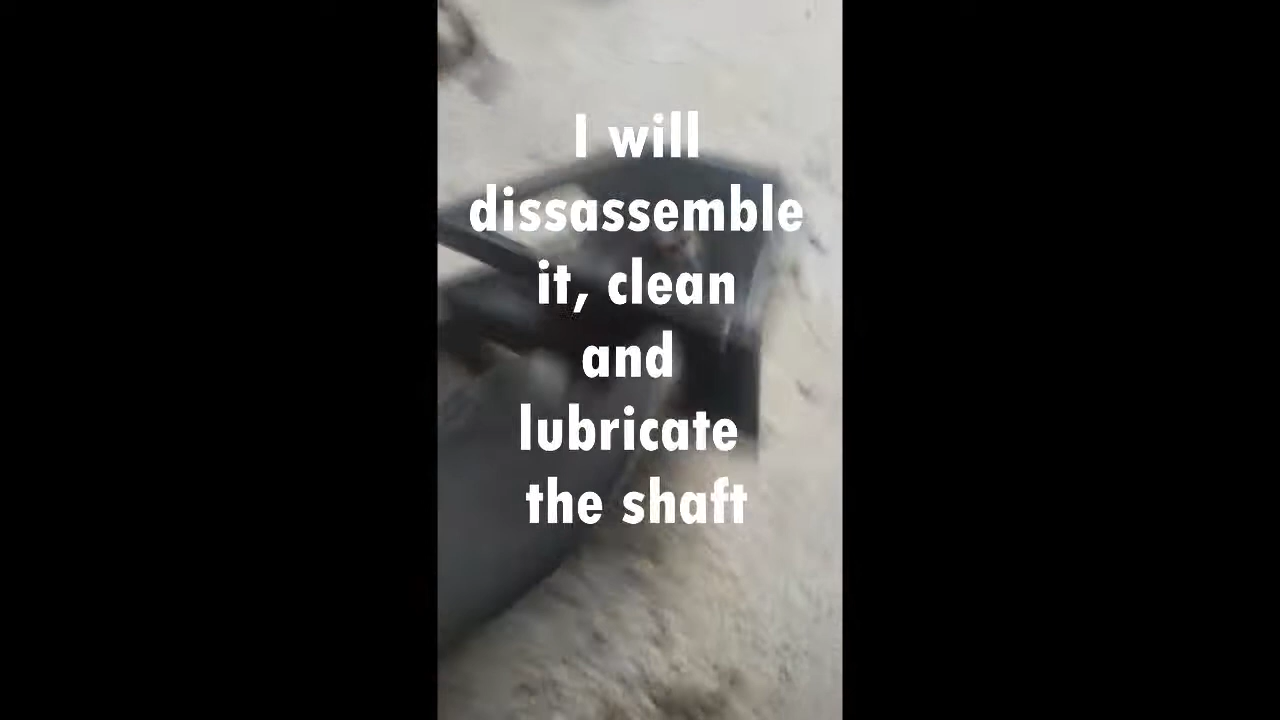 I will
dissassemble
it, clean
and
lubricate
the shaft